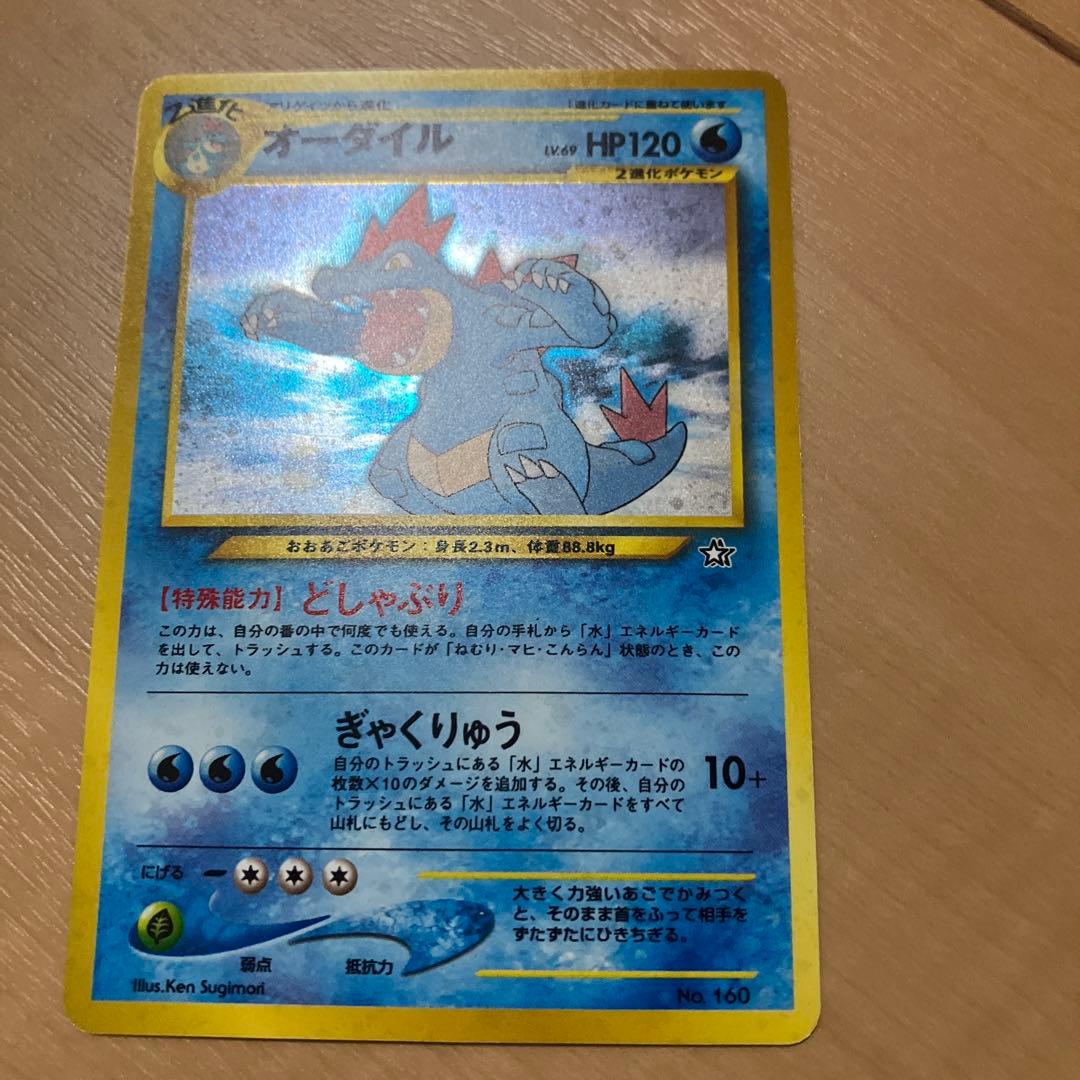 2進化
アリゲイツから進化
進化カードに重ねて使います
オーダイル
LV.69 HP120
2進化ポケモン
おおあごポケモン：身長2.3m、体重88.8kg
【特殊能力】どしゃぶり
この力は、自分の番の中で何度でも使える。自分の手札から「水」エネルギーカード
を出して、トラッシュする。このカードが「ねむり・マヒ・こんらん」状態のとき、この
力は使えない。
ぎゃくりゅう
自分のトラッシュにある「水」エネルギーカードの
枚数×10のダメージを追加する。その後、自分の
トラッシュにある「水」エネルギーカードをすべて
山札にもどし、その山札をよく切る。
10+
にげる
大きく力強いあごでかみつく
と、そのまま首をふって相手を
ずたずたにひきちぎる。
弱点
抵抗力
Illus.Ken Sugimori
No. 160